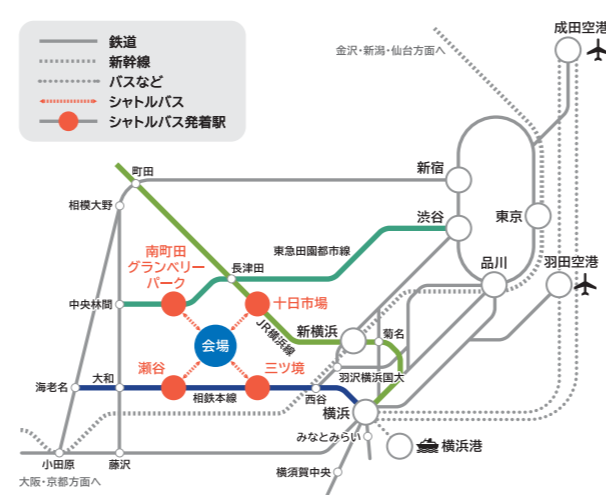 鉄道
新幹線
バスなど
シャトルバス
シャトルバス発着駅
金沢・新潟・仙台方面へ
成田空港
町田
新宿
相模大野
渋谷
東京
南町田
グランベリー
パーク
東急田園都市線
長津田
品川
羽田空港
中央林間
十日市場
JR横浜線
新横浜
菊名
会場
瀬谷
三ツ境
羽沢横浜国大
海老名
大和
相鉄本線
西谷
横浜
みなとみらい
横浜港
小田原
藤沢
横須賀中央
大阪・京都方面へ